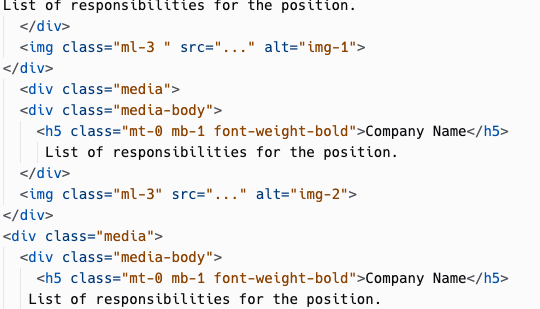 List of responsibilities for the position.
</div>
<img class="ml-3 " src="..." alt="img-1">
</div>
<div class="media">
<div class="media-body">
<h5 class="mt-0 mb-1 font-weight-bold">Company Name</h5>
List of responsibilities for the position.
</div>
<img class="ml-3" src="..." alt="img-2">
</div>
<div class="media">
<div class="media-body">
<h5 class="mt-0 mb-1 font-weight-bold">Company Name</h5>
List of responsibilities for the position.